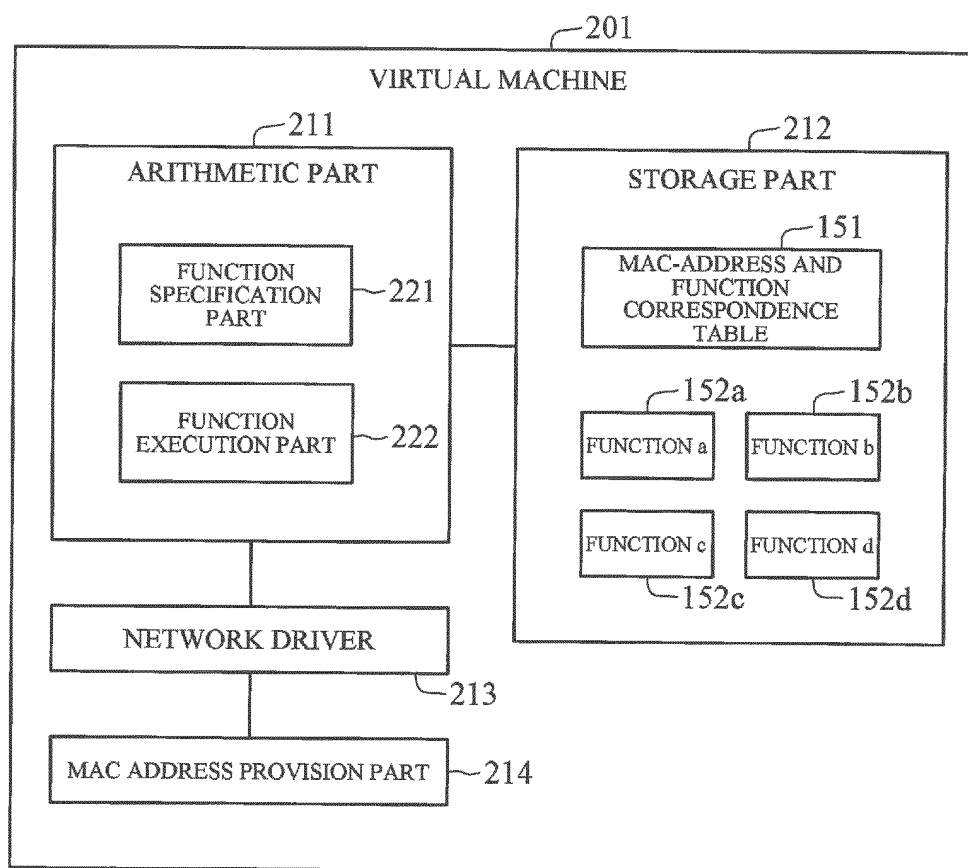 201
VIRTUAL MACHINE
211
ARITHMETIC PART
FUNCTION
SPECIFICATION
PART
221
FUNCTION
EXECUTION PART
222
212
STORAGE PART
151
MAC-ADDRESS AND
FUNCTION
CORRESPONDENCE
TABLE
152a
152b
FUNCTION a
FUNCTION b
FUNCTION c
FUNCTION d
152c
152d
NETWORK DRIVER
213
MAC ADDRESS PROVISION PART
214